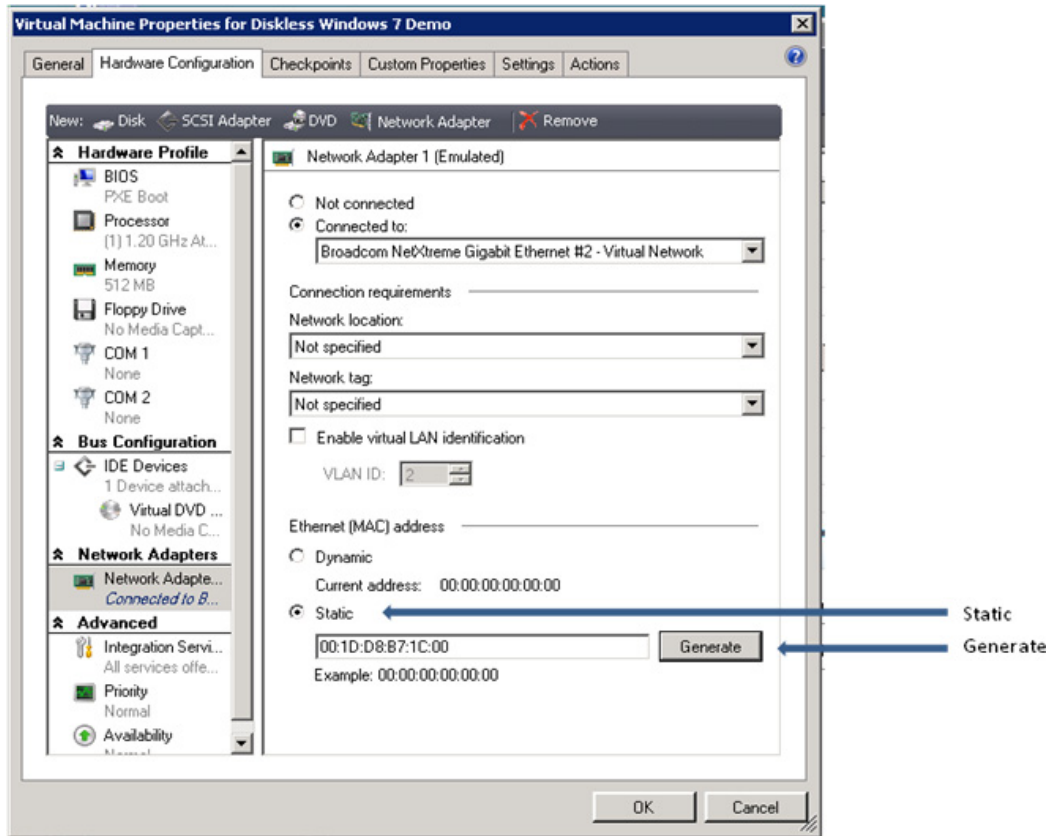 Virtual Machine Properties for Diskless Windows 7 Demo
General Hardware Configuration Checkpoints Custom Properties Settings Actions
New: Disk SCSI Adapter DVD Network Adapter Remove
Hardware Profile
BIOS
PXE Boot
Processor
(1) 1.20 GHz At...
Memory
512 MB
Floppy Drive
No Media Capt...
COM 1
None
COM 2
None
Bus Configuration
IDE Devices
1 Device attach...
Virtual DVD ...
No Media C...
Network Adapters
Network Adapte...
Connected to B...
Advanced
Integration Servi...
All services offe...
Priority
Normal
Availability
Normal
Network Adapter 1 (Emulated)
Not connected
Connected to:
Broadcom NetXtreme Gigabit Ethernet #2 - Virtual Network
Connection requirements
Network location:
Not specified
Network tag:
Not specified
Enable virtual LAN identification
VLAN ID: 2
Ethernet (MAC) address
Dynamic
Current address: 00:00:00:00:00:00
Static
00:1D:D8:B7:1C:00 Generate
Example: 00:00:00:00:00:00
OK Cancel
Static
Generate